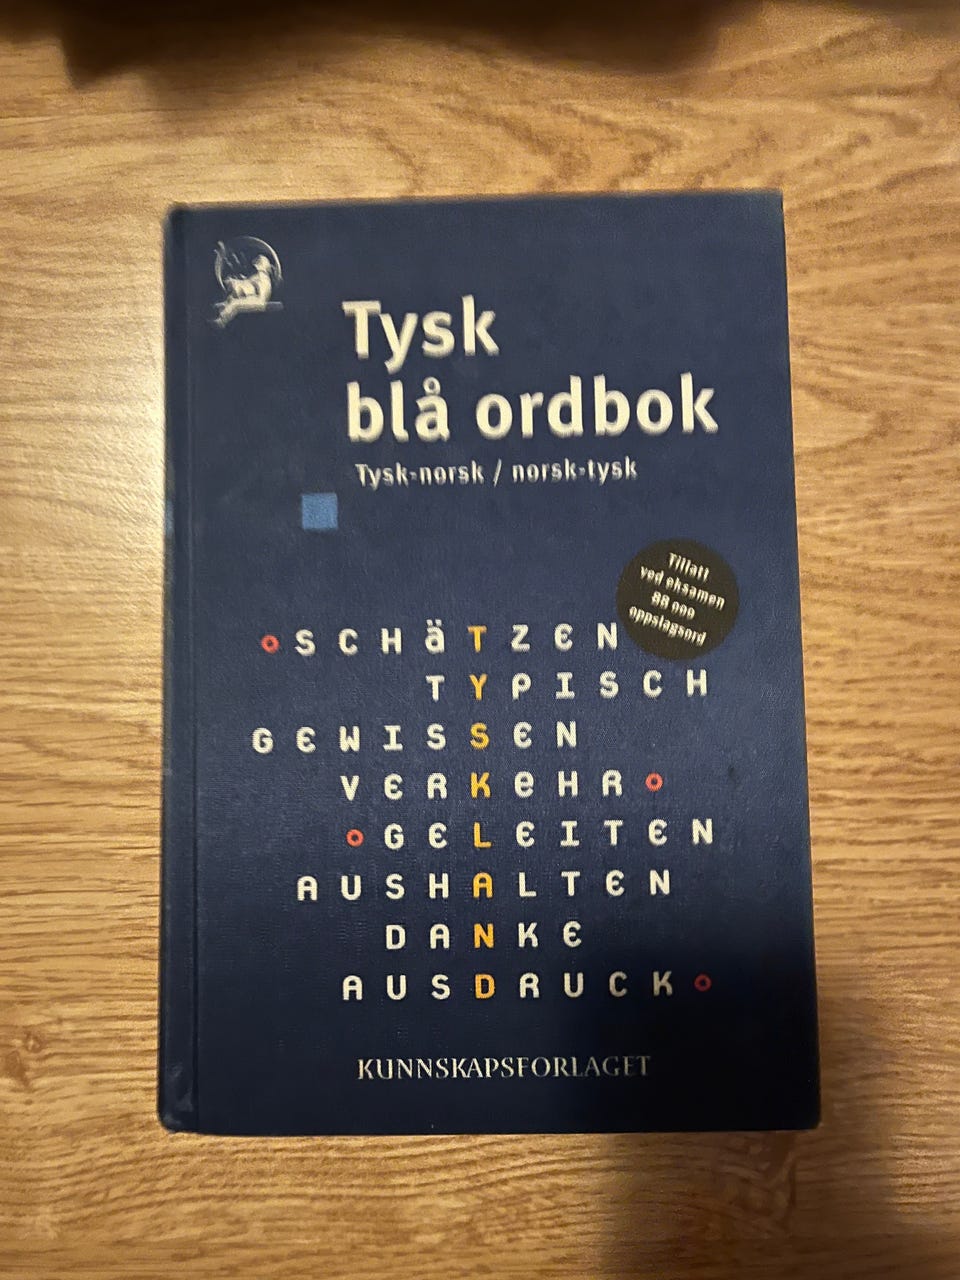 Tysk
blå ordbok
Tysk-norsk / norsk-tysk
Tillatt
ved eksamen
88 000
oppslagsord
SCHÄTZEN
TYPISCH
GEWISSEN
VERKEHR
GELEITEN
AUSHALTEN
DANKE
AUSDRUCK
KUNNSKAPSFORLAGET